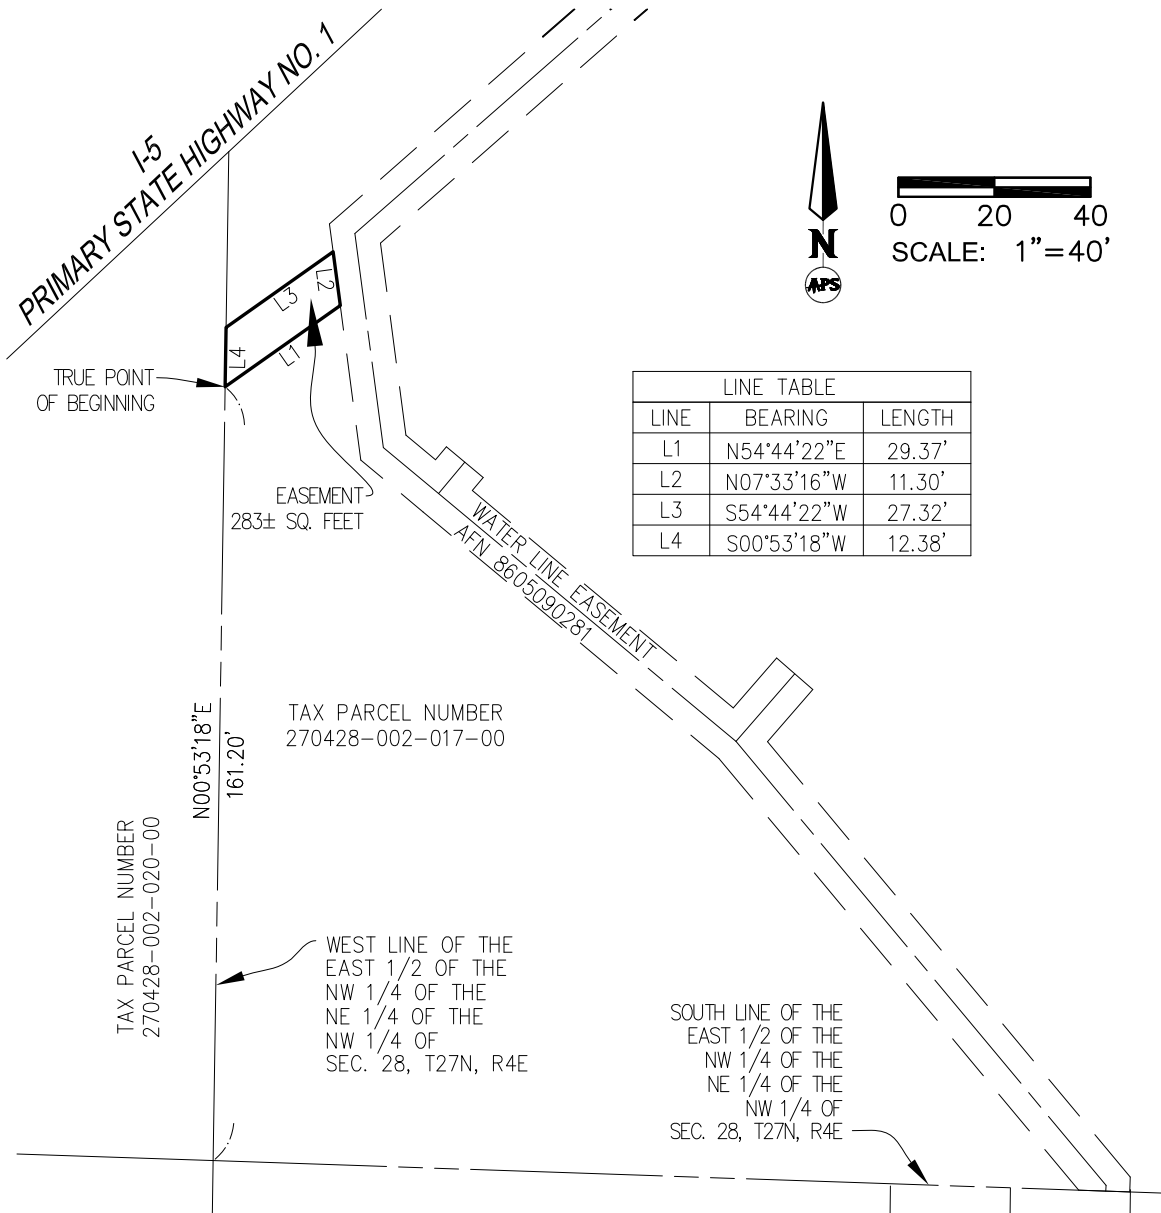 I-5
PRIMARY STATE HIGHWAY NO. 1
N
APS
0 20 40
SCALE: 1"=40'
L3
L2
L4
L1
TRUE POINT
OF BEGINNING
EASEMENT
283± SQ. FEET
LINE TABLE
LINE BEARING LENGTH
L1 N54°44'22"E 29.37'
L2 N07°33'16"W 11.30'
L3 S54°44'22"W 27.32'
L4 S00°53'18"W 12.38'
WATER LINE EASEMENT
AFN 8605090281
TAX PARCEL NUMBER
270428-002-017-00
N00°53'18"E
161.20'
TAX PARCEL NUMBER
270428-002-020-00
WEST LINE OF THE
EAST 1/2 OF THE
NW 1/4 OF THE
NE 1/4 OF THE
NW 1/4 OF
SEC. 28, T27N, R4E
SOUTH LINE OF THE
EAST 1/2 OF THE
NW 1/4 OF THE
NE 1/4 OF THE
NW 1/4 OF
SEC. 28, T27N, R4E